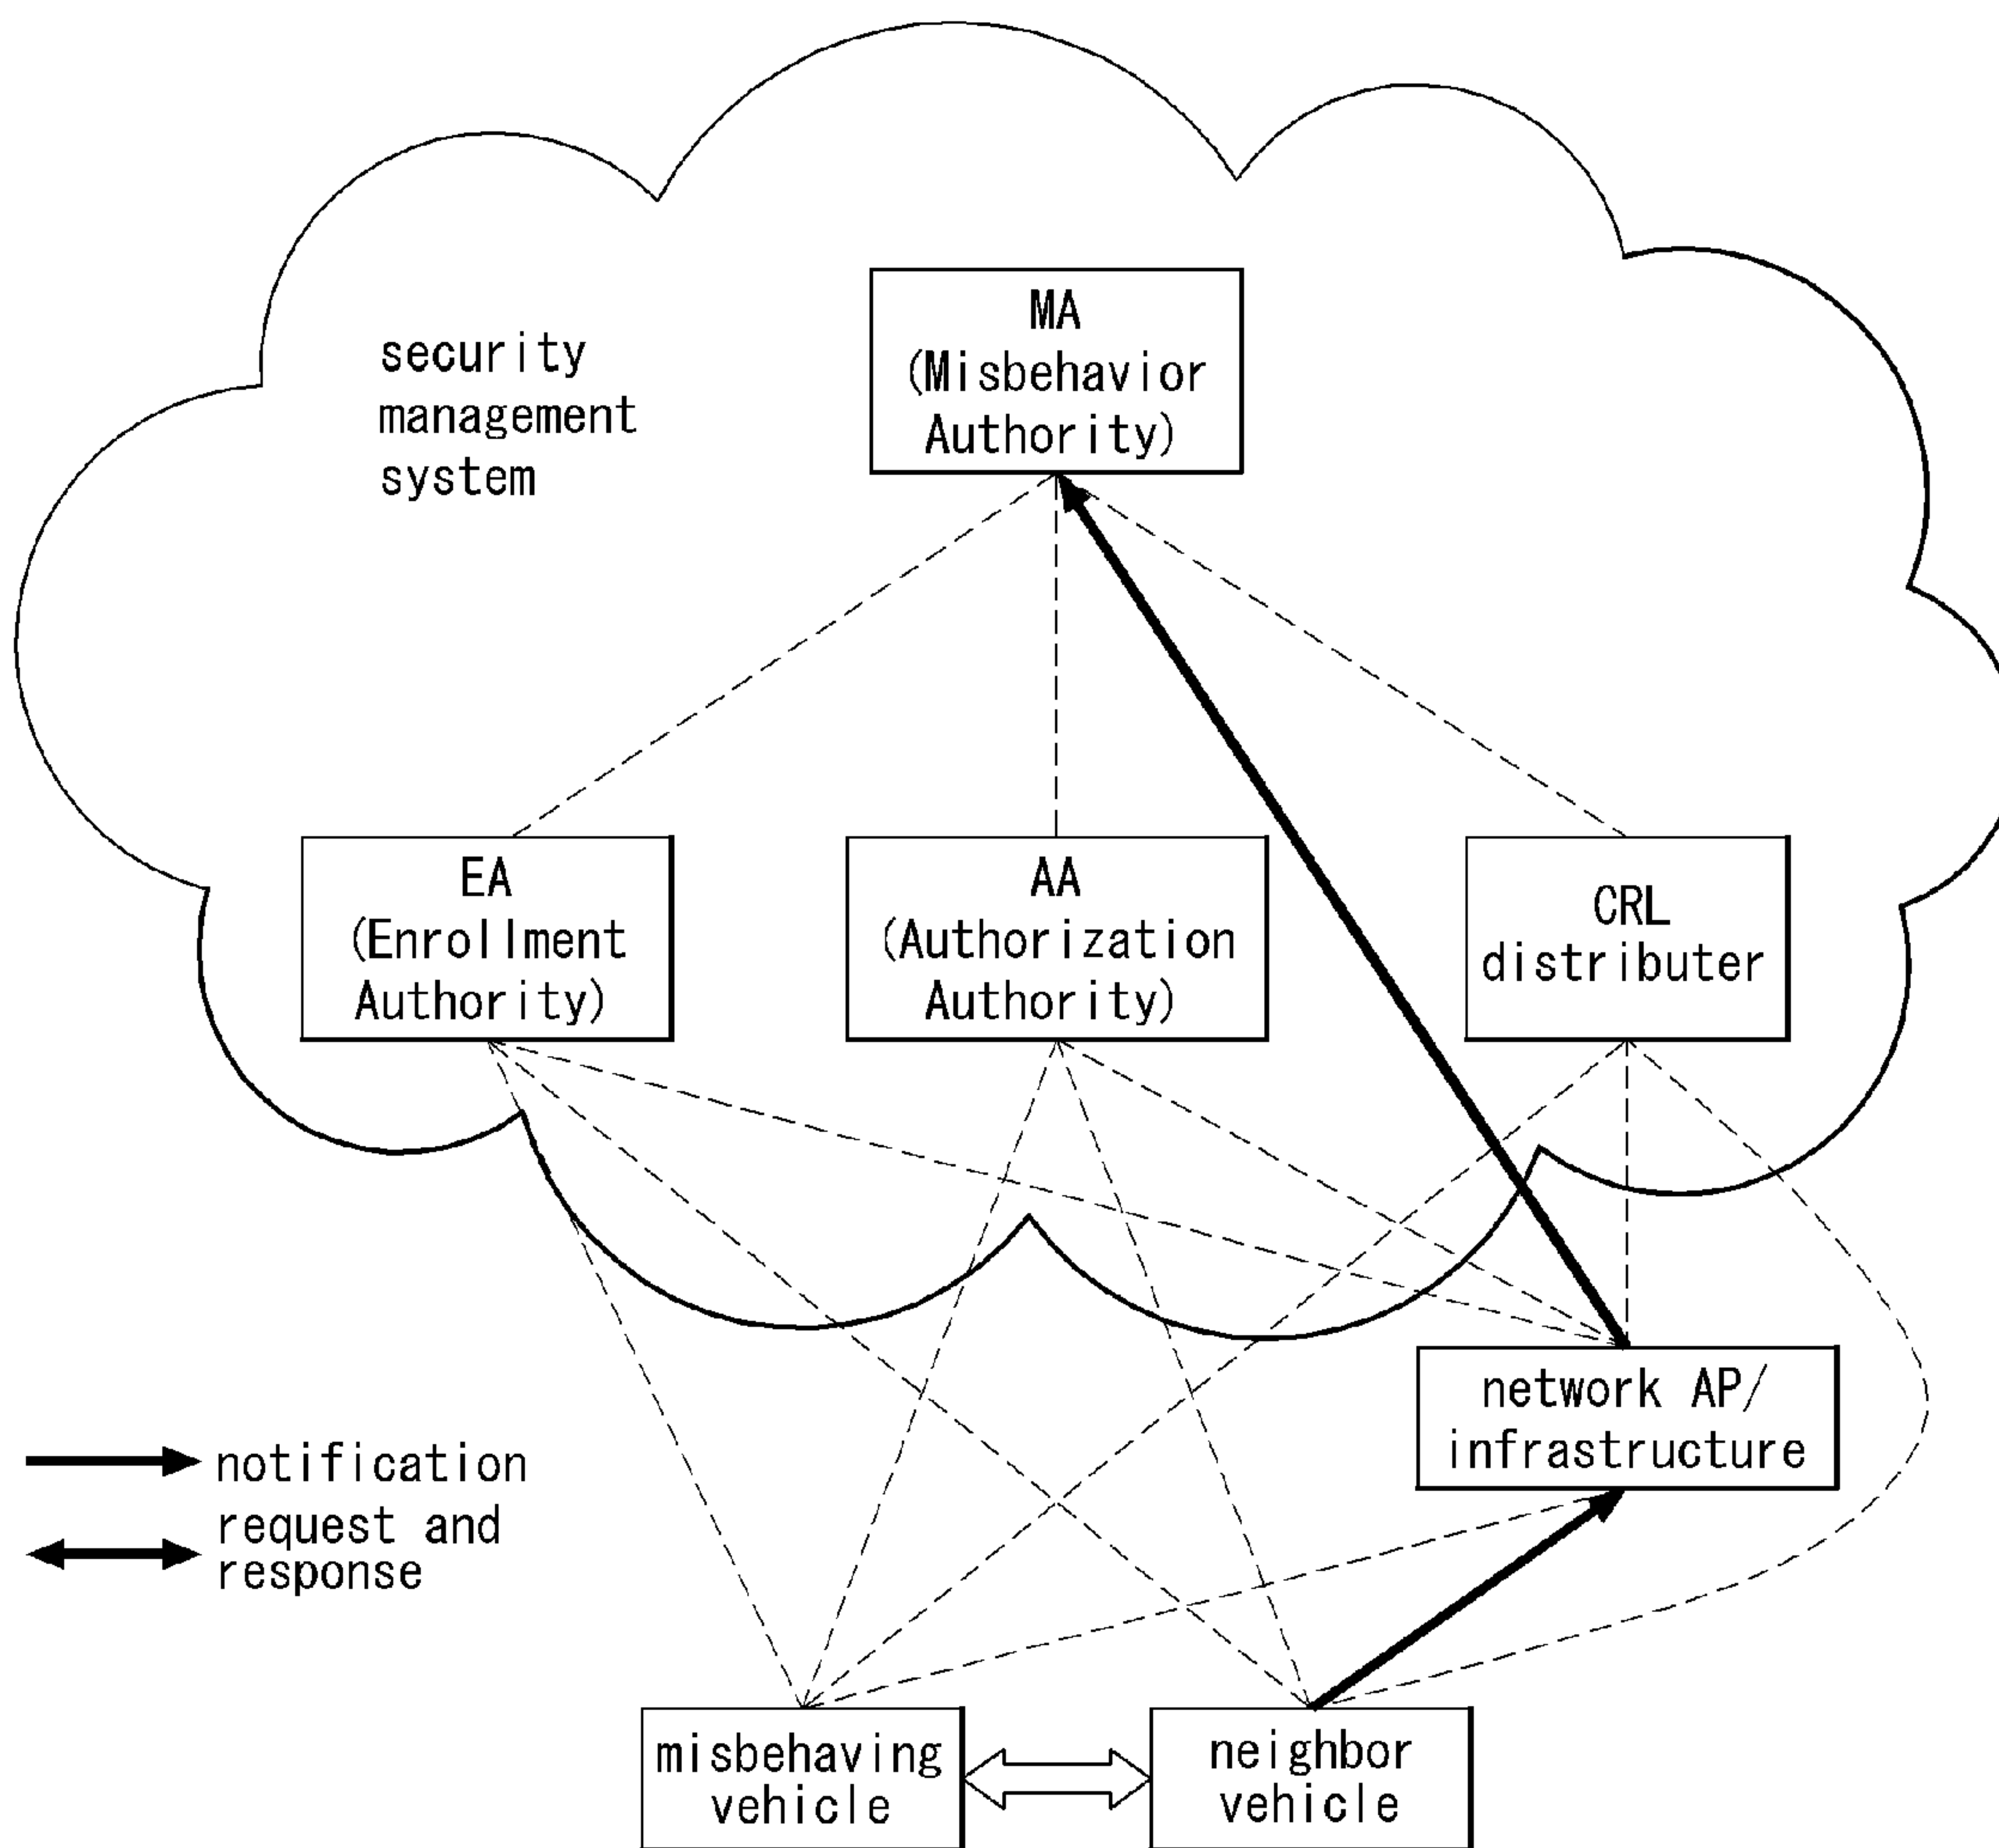 security
management
system
MA
(Misbehavior
Authority)
EA
(Enrollment
Authority)
AA
(Authorization
Authority)
CRL
distributer
network AP/
infrastructure
notification
request and
response
misbehaving
vehicle
neighbor
vehicle